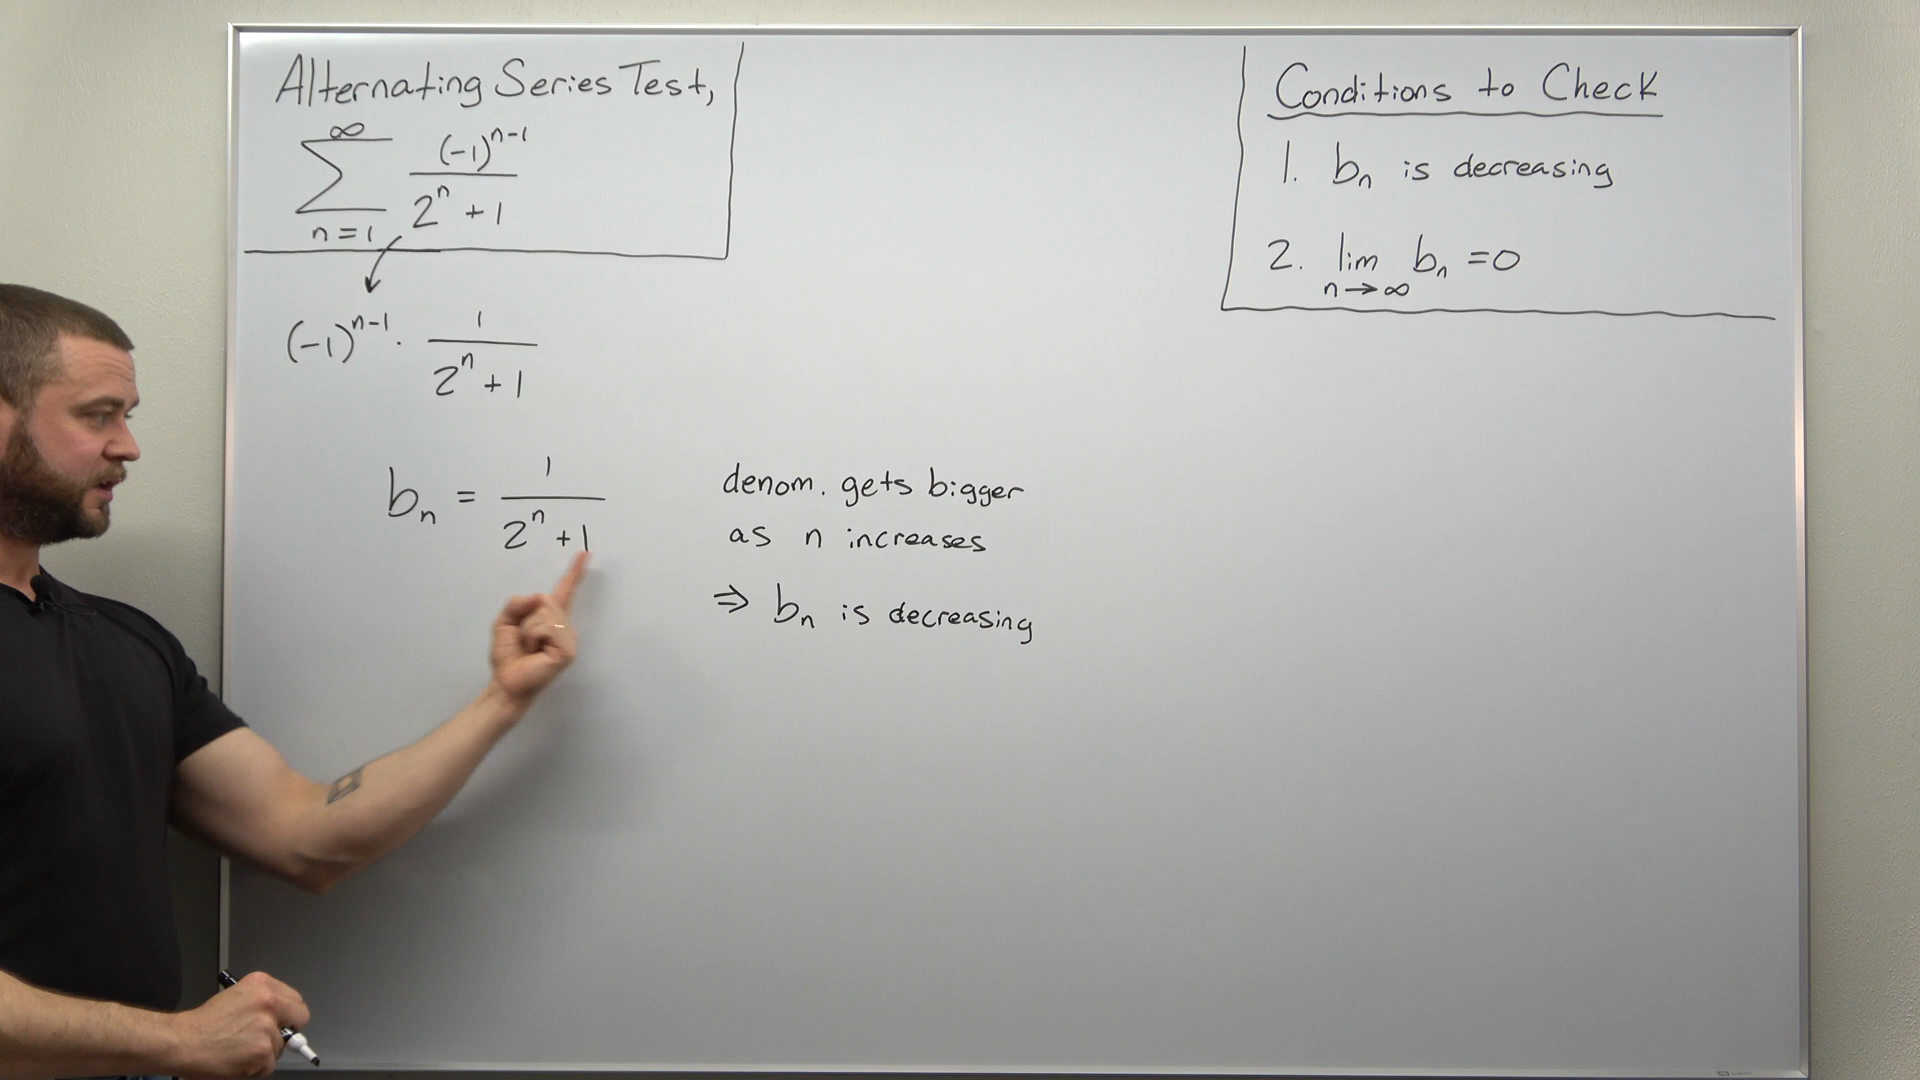 Alternating Series Test,
∞
∑ (-1)^(n-1) / (2^n + 1)
n=1
(-1)^(n-1) · 1 / (2^n + 1)
b_n = 1 / (2^n + 1)
denom. gets bigger
as n increases
⇒ b_n is decreasing
Conditions to Check
1. b_n is decreasing
2. lim b_n = 0
n→∞